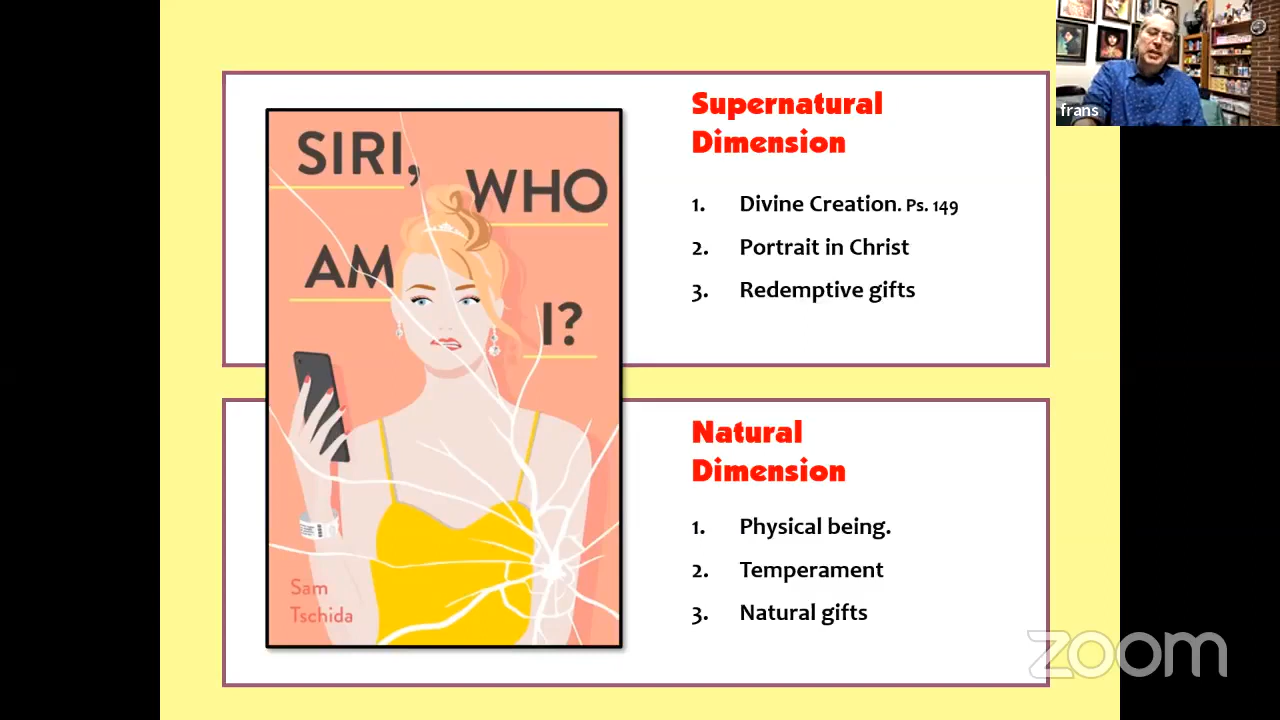 SIRI,
WHO
AM
I?
Sam
Tschida
Supernatural
Dimension
1. Divine Creation. Ps. 149
2. Portrait in Christ
3. Redemptive gifts
Natural
Dimension
1. Physical being.
2. Temperament
3. Natural gifts
frans
zoom